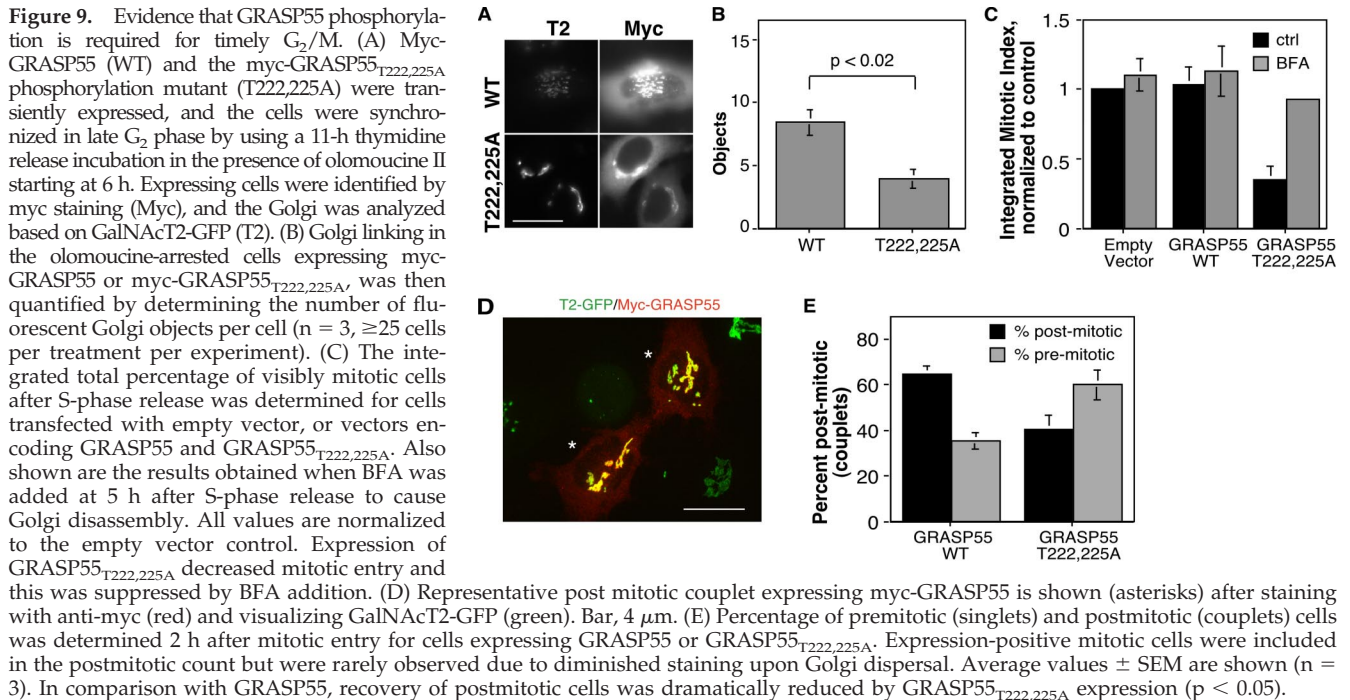 Figure 9. Evidence that GRASP55 phosphoryla-
tion is required for timely G2/M. (A) Myc-
GRASP55 (WT) and the myc-GRASP55T222,225A
phosphorylation mutant (T222,225A) were tran-
siently expressed, and the cells were synchro-
nized in late G2 phase by using a 11-h thymidine
release incubation in the presence of olomoucine II
starting at 6 h. Expressing cells were identified by
myc staining (Myc), and the Golgi was analyzed
based on GalNAcT2-GFP (T2). (B) Golgi linking in
the olomoucine-arrested cells expressing myc-
GRASP55 or myc-GRASP55T222,225A, was then
quantified by determining the number of flu-
orescent Golgi objects per cell (n = 3, ≥25 cells
per treatment per experiment). (C) The inte-
grated total percentage of visibly mitotic cells
after S-phase release was determined for cells
transfected with empty vector, or vectors en-
coding GRASP55 and GRASP55T222,225A. Also
shown are the results obtained when BFA was
added at 5 h after S-phase release to cause
Golgi disassembly. All values are normalized
to the empty vector control. Expression of
GRASP55T222,225A decreased mitotic entry and
this was suppressed by BFA addition. (D) Representative post mitotic couplet expressing myc-GRASP55 is shown (asterisks) after staining
with anti-myc (red) and visualizing GalNAcT2-GFP (green). Bar, 4 μm. (E) Percentage of premitotic (singlets) and postmitotic (couplets) cells
was determined 2 h after mitotic entry for cells expressing GRASP55 or GRASP55T222,225A. Expression-positive mitotic cells were included
in the postmitotic count but were rarely observed due to diminished staining upon Golgi dispersal. Average values ± SEM are shown (n =
3). In comparison with GRASP55, recovery of postmitotic cells was dramatically reduced by GRASP55T222,225A expression (p < 0.05).
A
T2 Myc
WT
T222,225A
B
Objects
15
10
5
0
p < 0.02
WT T222,225A
C
Integrated Mitotic Index,
normalized to control
1.5
1
0.5
0
ctrl
BFA
Empty
Vector
GRASP55
WT
GRASP55
T222,225A
D
T2-GFP/Myc-GRASP55
*
*
E
Percent post-mitotic
(couplets)
80
60
40
20
0
% post-mitotic
% pre-mitotic
GRASP55
WT
GRASP55
T222,225A